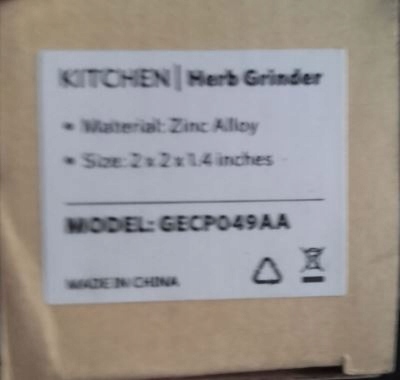 KITCHEN | Herb Grinder
• Material: Zinc Alloy
• Size: 2 x 2 x 1.4 inches
MODEL: GECP049AA
MADE IN CHINA